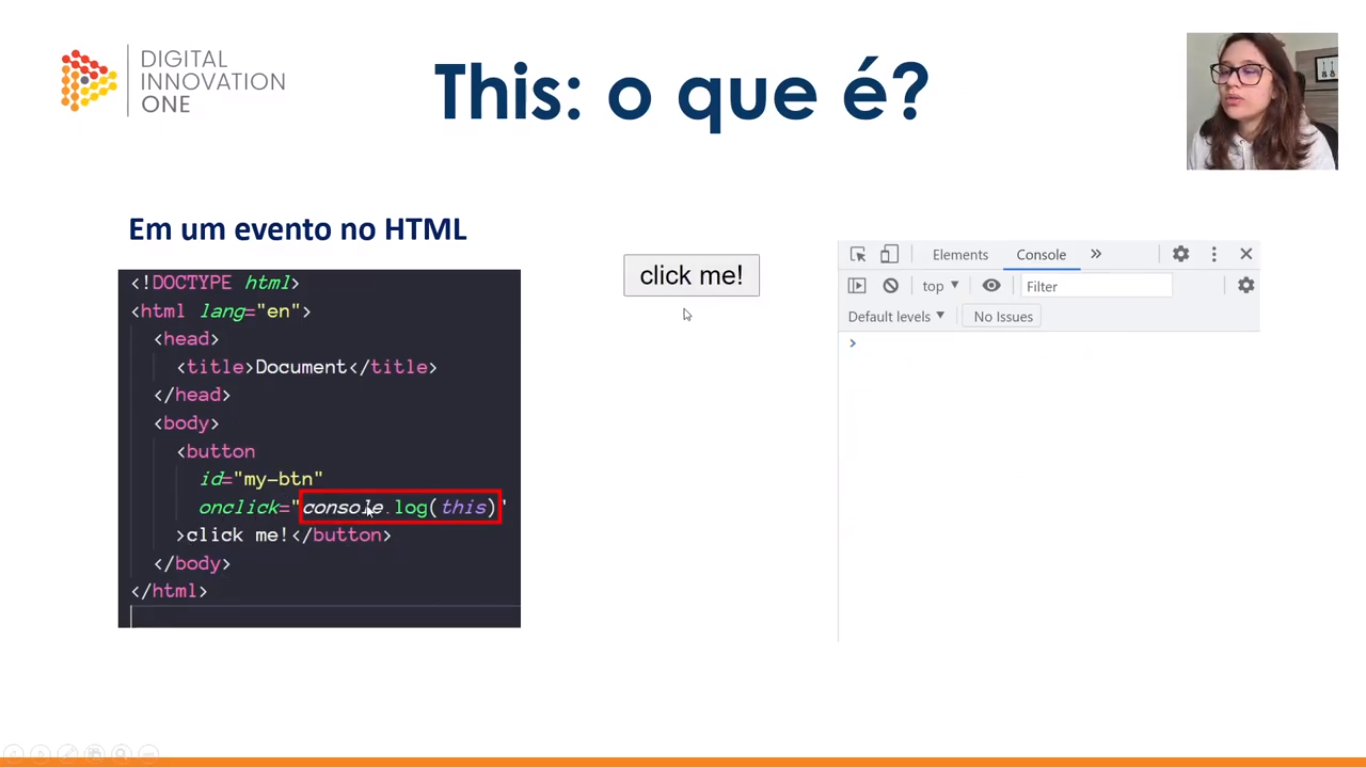 DIGITAL
INNOVATION
ONE
This: o que é?
Em um evento no HTML
<!DOCTYPE html>
<html lang="en">
<head>
<title>Document</title>
</head>
<body>
<button
id="my-btn"
onclick="console.log(this)"
>click me!</button>
</body>
</html>
click me!
Elements Console »
top ▼ Filter
Default levels ▼ No Issues
>